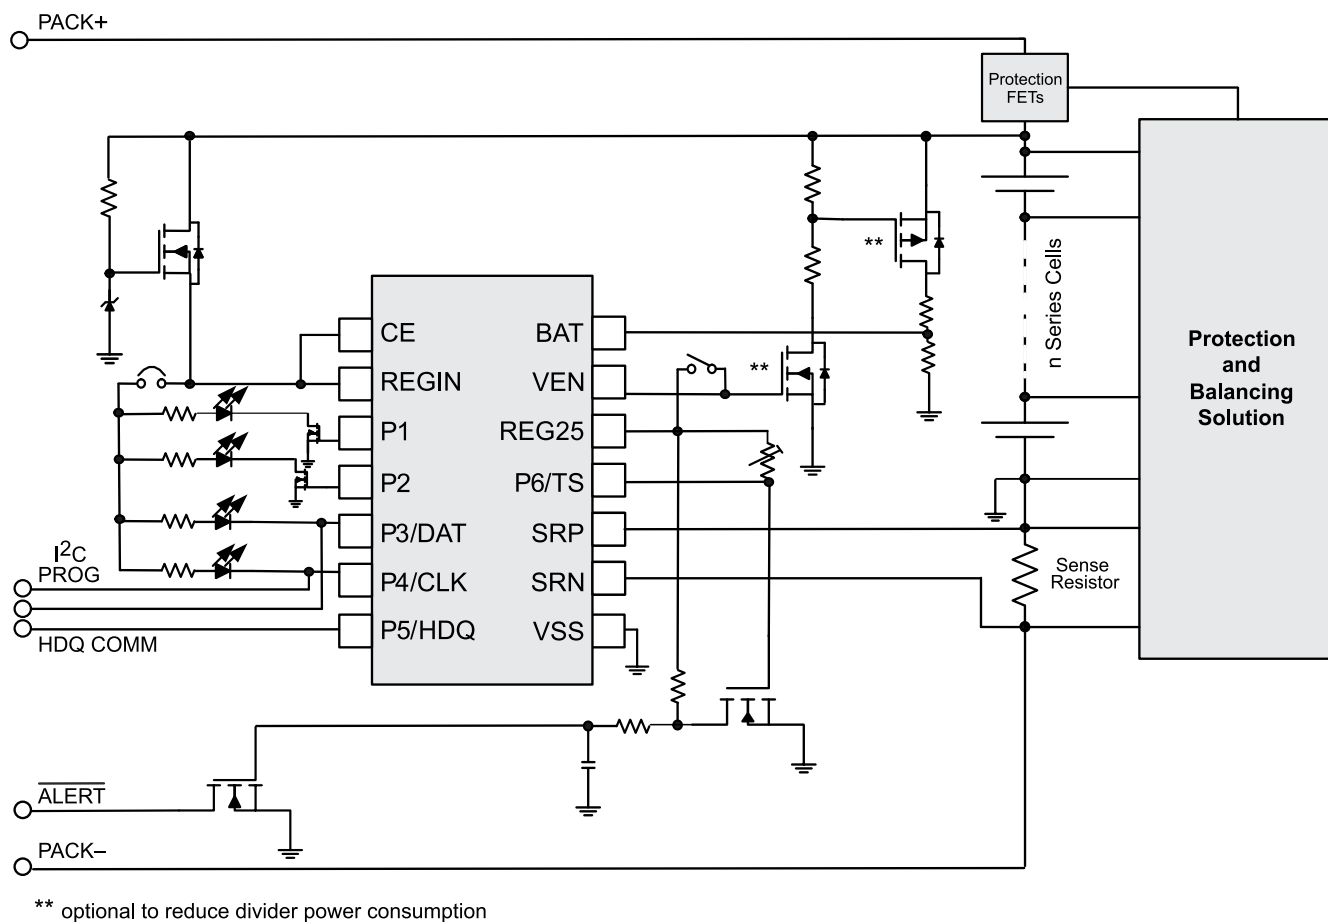 PACK+
Protection
FETs
**
n Series Cells
Protection
and
Balancing
Solution
CE
BAT
REGIN
VEN
**
P1
REG25
P2
P6/TS
P3/DAT
SRP
I²C
PROG
P4/CLK
SRN
Sense
Resistor
P5/HDQ
VSS
HDQ COMM
ALERT
PACK–
** optional to reduce divider power consumption